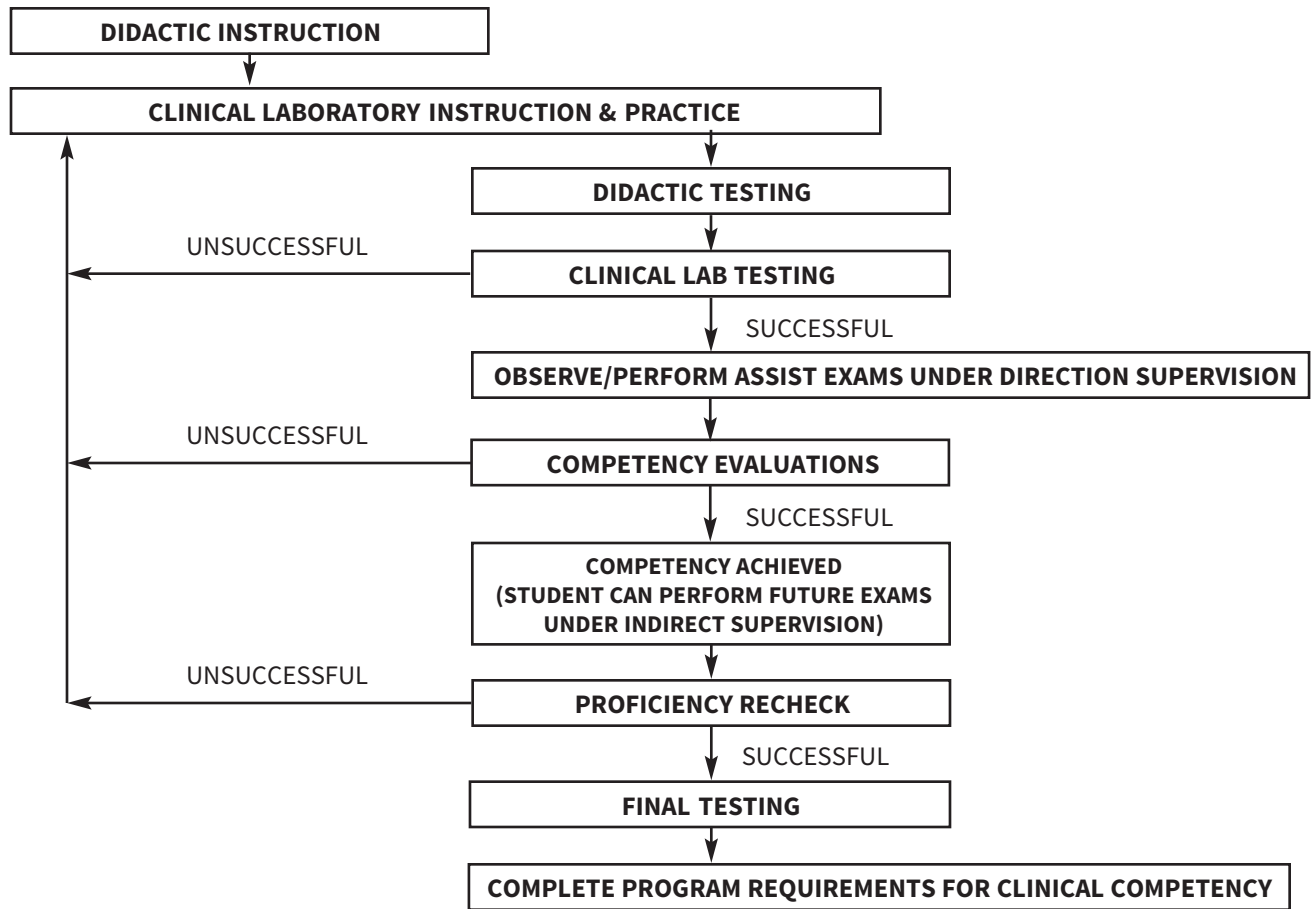 DIDACTIC INSTRUCTION
CLINICAL LABORATORY INSTRUCTION & PRACTICE
DIDACTIC TESTING
UNSUCCESSFUL
CLINICAL LAB TESTING
SUCCESSFUL
OBSERVE/PERFORM ASSIST EXAMS UNDER DIRECTION SUPERVISION
UNSUCCESSFUL
COMPETENCY EVALUATIONS
SUCCESSFUL
COMPETENCY ACHIEVED
(STUDENT CAN PERFORM FUTURE EXAMS
UNDER INDIRECT SUPERVISION)
UNSUCCESSFUL
PROFICIENCY RECHECK
SUCCESSFUL
FINAL TESTING
COMPLETE PROGRAM REQUIREMENTS FOR CLINICAL COMPETENCY